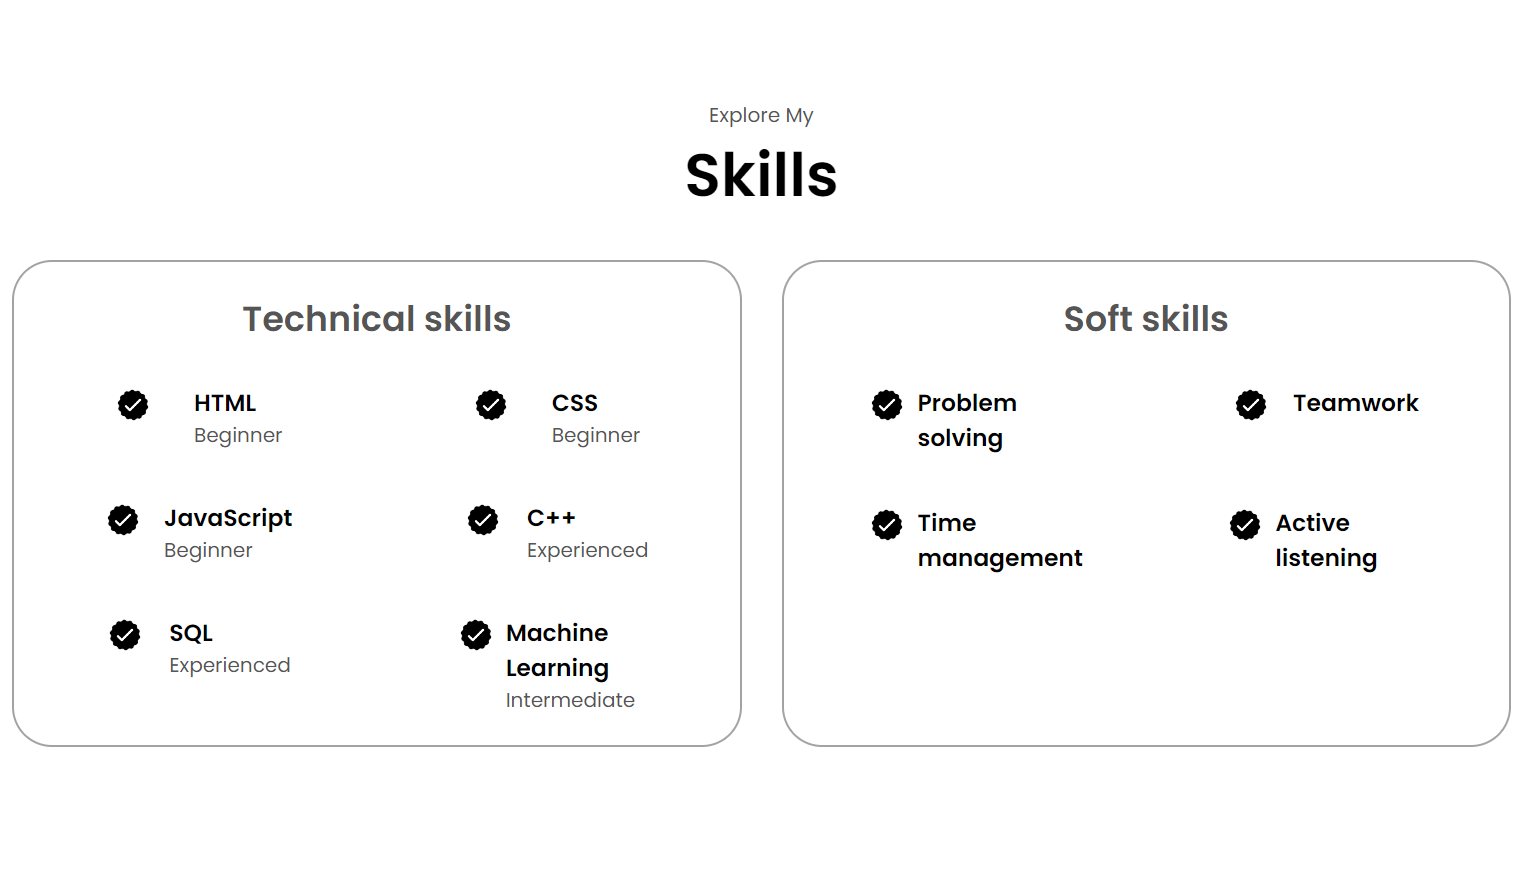 Explore My
Skills
Technical skills
HTML
Beginner
CSS
Beginner
JavaScript
Beginner
C++
Experienced
SQL
Experienced
Machine
Learning
Intermediate
Soft skills
Problem
solving
Teamwork
Time
management
Active
listening